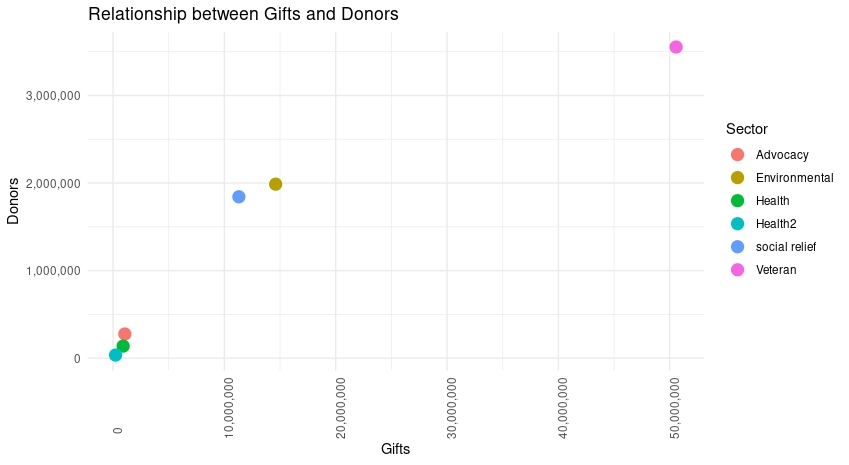 Relationship between Gifts and Donors
Donors
3,000,000
2,000,000
1,000,000
0
0
10,000,000
20,000,000
30,000,000
40,000,000
50,000,000
Gifts
Sector
Advocacy
Environmental
Health
Health2
social relief
Veteran